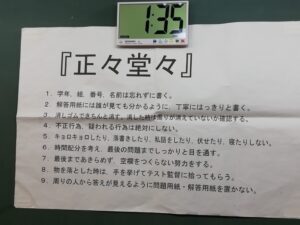 1:35
『正々堂々』
1. 学年、組、番号、名前は忘れずに書く。
2. 解答用紙には誰が見ても分かるように、丁寧にはっきりと書く。
3. 消しゴムできちんと消す。消した時は周りが消えていないか確認する。
4. 不正行為、疑われる行為は絶対にしない。
5. キョロキョロしたり、落書きしたり、私話をしたり、伏せたり、寝たりしない。
6. 時間配分を考え、最後の問題までしっかりと目を通す。
7. 最後まであきらめず、空欄をつくらない努力をする。
8. 物を落とした時は、手を挙げてテスト監督に拾ってもらう。
9. 周りの人から答えが見えるように問題用紙・解答用紙を置かない。